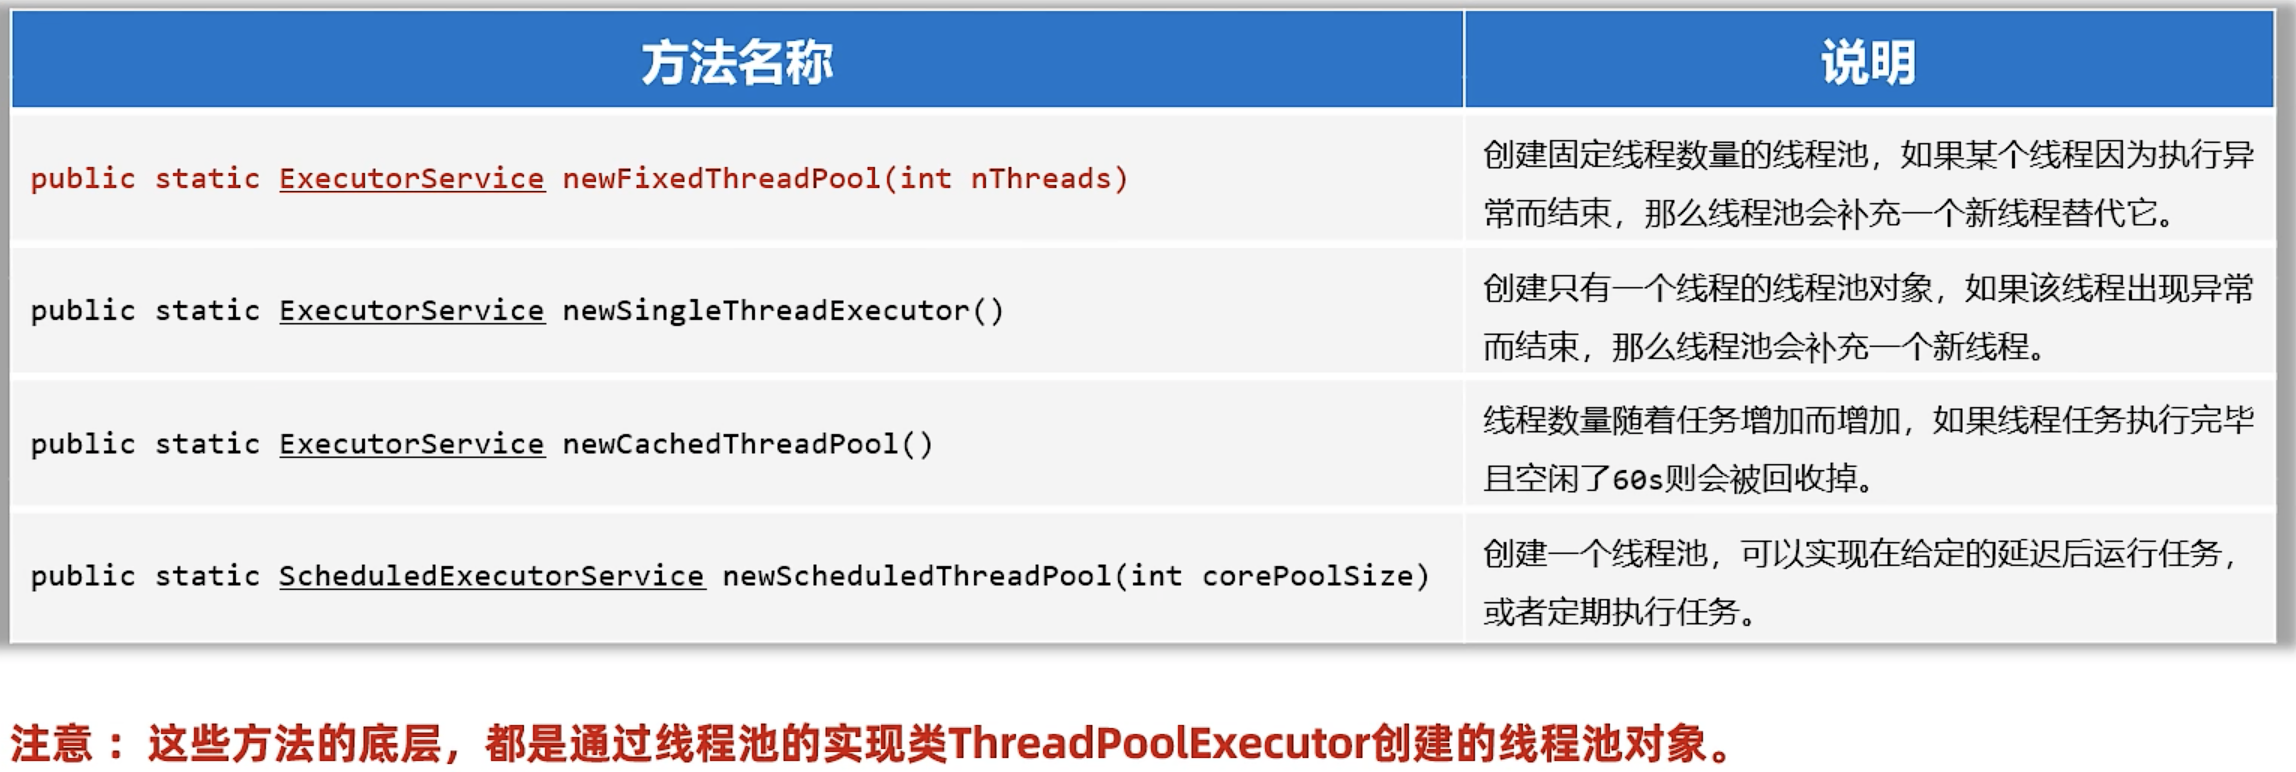 方法名称
说明
public static ExecutorService newFixedThreadPool(int nThreads)
创建固定线程数量的线程池，如果某个线程因为执行异
常而结束，那么线程池会补充一个新线程替代它。
public static ExecutorService newSingleThreadExecutor()
创建只有一个线程的线程池对象，如果该线程出现异常
而结束，那么线程池会补充一个新线程。
public static ExecutorService newCachedThreadPool()
线程数量随着任务增加而增加，如果线程任务执行完毕
且空闲了60s则会被回收掉。
public static ScheduledExecutorService newScheduledThreadPool(int corePoolSize)
创建一个线程池，可以实现在给定的延迟后运行任务，
或者定期执行任务。
注意： 这些方法的底层，都是通过线程池的实现类ThreadPoolExecutor创建的线程池对象。